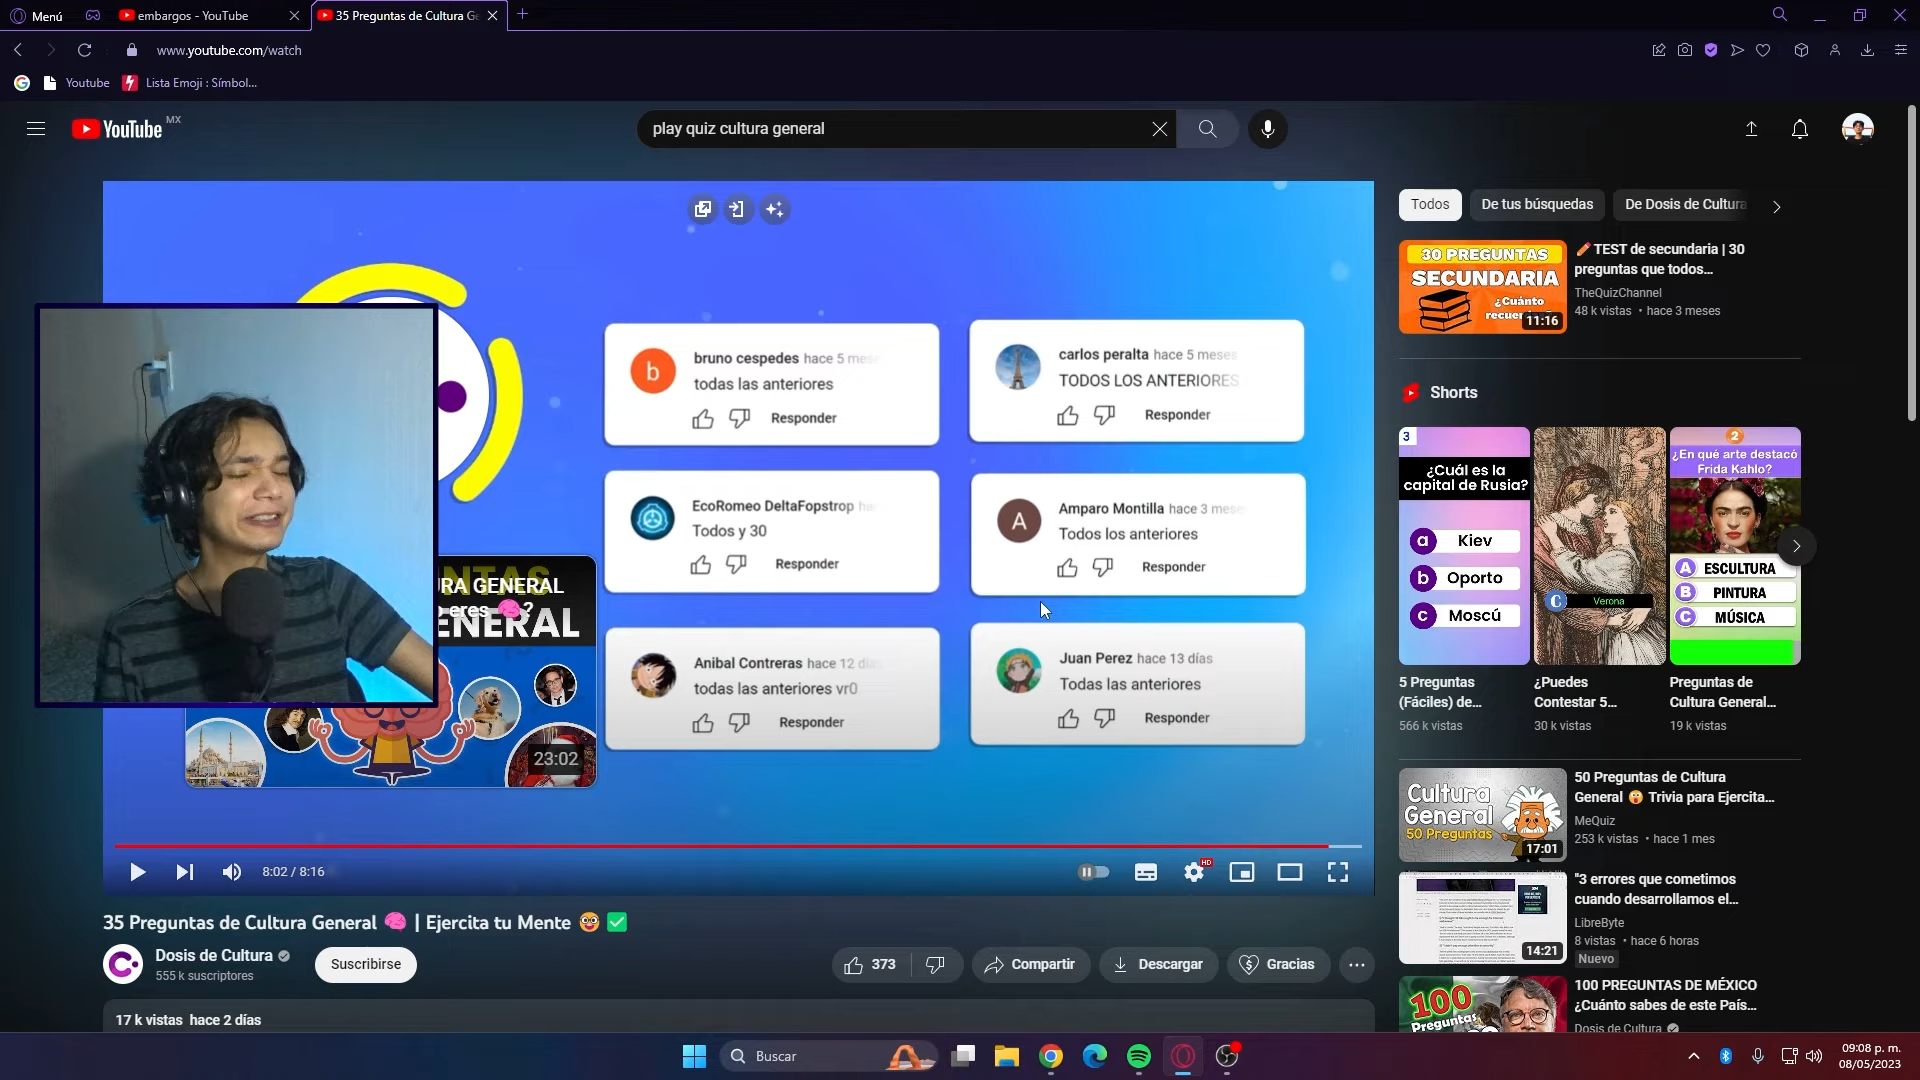 Menú
embargos - YouTube
35 Preguntas de Cultura Ge
www.youtube.com/watch
Youtube
Lista Emoji : Símbol...
YouTube MX
play quiz cultura general
bruno cespedes hace 5 mes
todas las anteriores
Responder
carlos peralta hace 5 meses
TODOS LOS ANTERIORES
Responder
EcoRomeo DeltaFopstrop ha
Todos y 30
Responder
Amparo Montilla hace 3 mese
Todos los anteriores
Responder
Anibal Contreras hace 12 día
todas las anteriores vr0
Responder
Juan Perez hace 13 días
Todas las anteriores
Responder
NTAS
RA GENERAL
eres 🧠?
ENERAL
23:02
8:02 / 8:16
HD
35 Preguntas de Cultura General 🧠 | Ejercita tu Mente 🤓 ✅
Dosis de Cultura
555 k suscriptores
Suscribirse
373
Compartir
Descargar
Gracias
17 k vistas hace 2 días
Todos
De tus búsquedas
De Dosis de Cultura
30 PREGUNTAS
SECUNDARIA
¿Cuánto
recuer
11:16
✏️TEST de secundaria | 30
preguntas que todos...
TheQuizChannel
48 k vistas • hace 3 meses
Shorts
3
¿Cuál es la
capital de Rusia?
a Kiev
b Oporto
c Moscú
C Verona
2
¿En qué arte destacó
Frida Kahlo?
A ESCULTURA
B PINTURA
C MÚSICA
5 Preguntas
(Fáciles) de...
566 k vistas
¿Puedes
Contestar 5...
30 k vistas
Preguntas de
Cultura General...
19 k vistas
Cultura
General
50 Preguntas
17:01
50 Preguntas de Cultura
General 😲 Trivia para Ejercita...
MeQuiz
253 k vistas • hace 1 mes
14:21
"3 errores que cometimos
cuando desarrollamos el...
LibreByte
8 vistas • hace 6 horas
Nuevo
100
Preguntas
100 PREGUNTAS DE MÉXICO
¿Cuánto sabes de este País...
Dosis de Cultura
Buscar
09:08 p. m.
08/05/2023